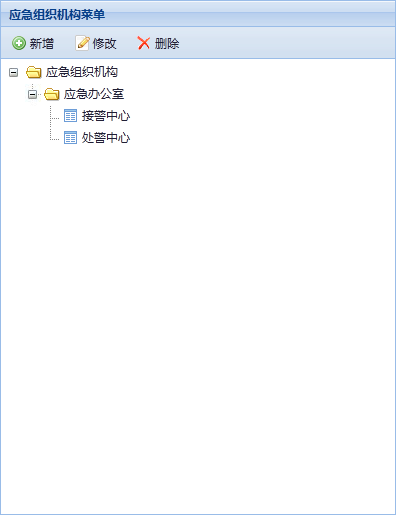 应急组织机构菜单
新增 修改 删除
应急组织机构
应急办公室
接警中心
处警中心